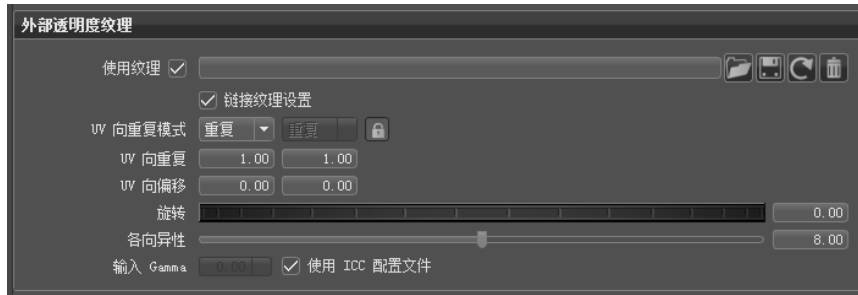 外部透明度纹理
使用纹理
链接纹理设置
UV 向重复模式 重复 重复
UV 向重复 1.00 1.00
UV 向偏移 0.00 0.00
旋转 0.00
各向异性 8.00
输入 Gamma 0.00 使用 ICC 配置文件